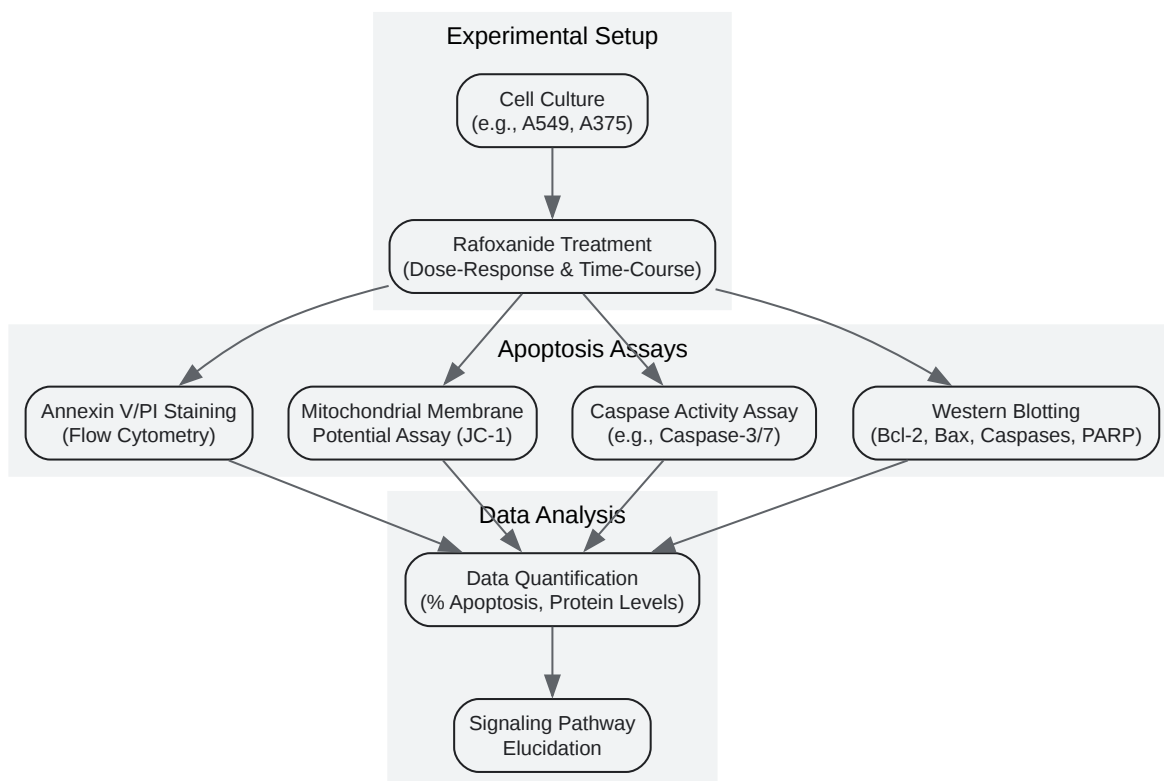 Experimental Setup
Cell Culture
(e.g., A549, A375)
Rafoxanide Treatment
(Dose-Response & Time-Course)
Apoptosis Assays
Annexin V/PI Staining
(Flow Cytometry)
Mitochondrial Membrane
Potential Assay (JC-1)
Caspase Activity Assay
(e.g., Caspase-3/7)
Western Blotting
(Bcl-2, Bax, Caspases, PARP)
Data Analysis
Data Quantification
(% Apoptosis, Protein Levels)
Signaling Pathway
Elucidation